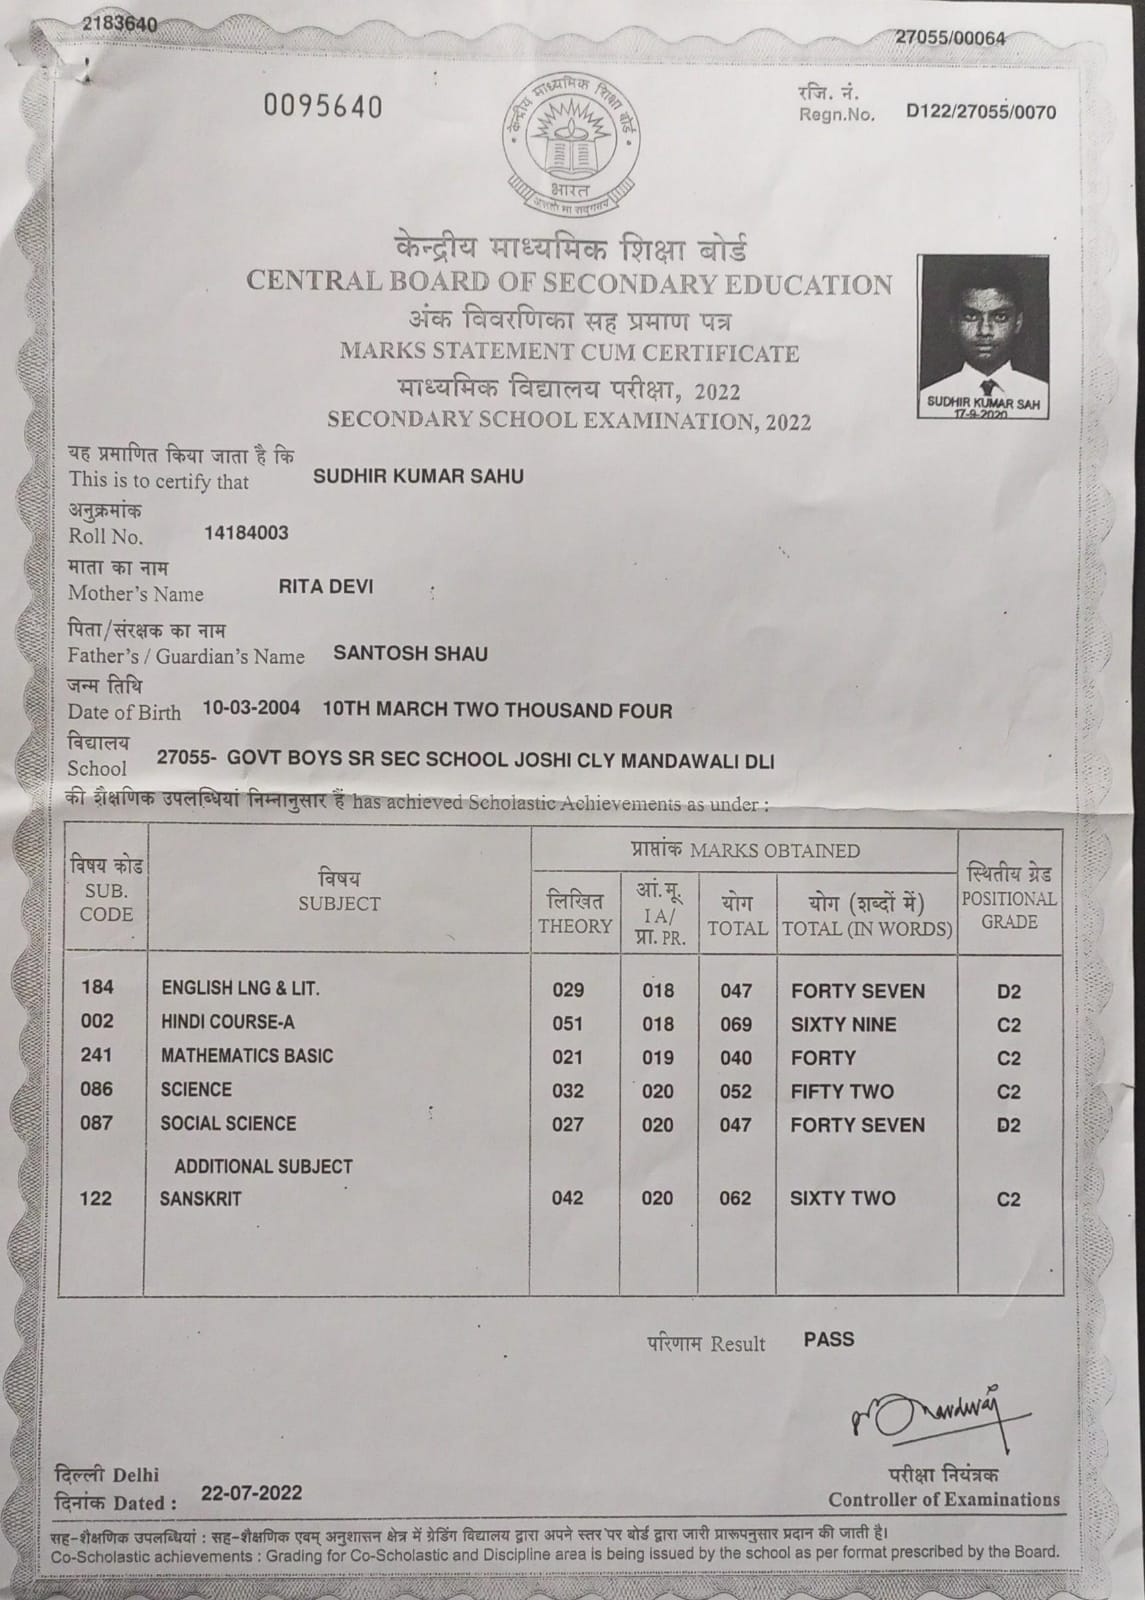 2183640
27055/00064
0095640
रजि. नं.
Regn.No. D122/27055/0070
केन्द्रीय माध्यमिक शिक्षा बोर्ड
भारत
असतो मा सद्गमय
केन्द्रीय माध्यमिक शिक्षा बोर्ड
CENTRAL BOARD OF SECONDARY EDUCATION
अंक विवरणिका सह प्रमाण पत्र
MARKS STATEMENT CUM CERTIFICATE
माध्यमिक विद्यालय परीक्षा, 2022
SECONDARY SCHOOL EXAMINATION, 2022
SUDHIR KUMAR SAH
17-9-2020
यह प्रमाणित किया जाता है कि
This is to certify that SUDHIR KUMAR SAHU
अनुक्रमांक
Roll No. 14184003
माता का नाम
Mother's Name RITA DEVI
पिता/संरक्षक का नाम
Father's / Guardian's Name SANTOSH SHAU
जन्म तिथि
Date of Birth 10-03-2004 10TH MARCH TWO THOUSAND FOUR
विद्यालय
School 27055- GOVT BOYS SR SEC SCHOOL JOSHI CLY MANDAWALI DLI
की शैक्षणिक उपलब्धियां निम्नानुसार हैं has achieved Scholastic Achievements as under :
विषय कोड
SUB.
CODE
विषय
SUBJECT
प्राप्तांक MARKS OBTAINED
लिखित
THEORY
आं.मू.
I A/
प्रा. PR.
योग
TOTAL
योग (शब्दों में)
TOTAL (IN WORDS)
स्थितीय ग्रेड
POSITIONAL
GRADE
184 ENGLISH LNG & LIT. 029 018 047 FORTY SEVEN D2
002 HINDI COURSE-A 051 018 069 SIXTY NINE C2
241 MATHEMATICS BASIC 021 019 040 FORTY C2
086 SCIENCE 032 020 052 FIFTY TWO C2
087 SOCIAL SCIENCE 027 020 047 FORTY SEVEN D2
ADDITIONAL SUBJECT
122 SANSKRIT 042 020 062 SIXTY TWO C2
परिणाम Result PASS
दिल्ली Delhi
दिनांक Dated : 22-07-2022
परीक्षा नियंत्रक
Controller of Examinations
सह-शैक्षणिक उपलब्धियां : सह-शैक्षणिक एवम् अनुशासन क्षेत्र में ग्रेडिंग विद्यालय द्वारा अपने स्तर पर बोर्ड द्वारा जारी प्रारूपनुसार प्रदान की जाती है।
Co-Scholastic achievements : Grading for Co-Scholastic and Discipline area is being issued by the school as per format prescribed by the Board.